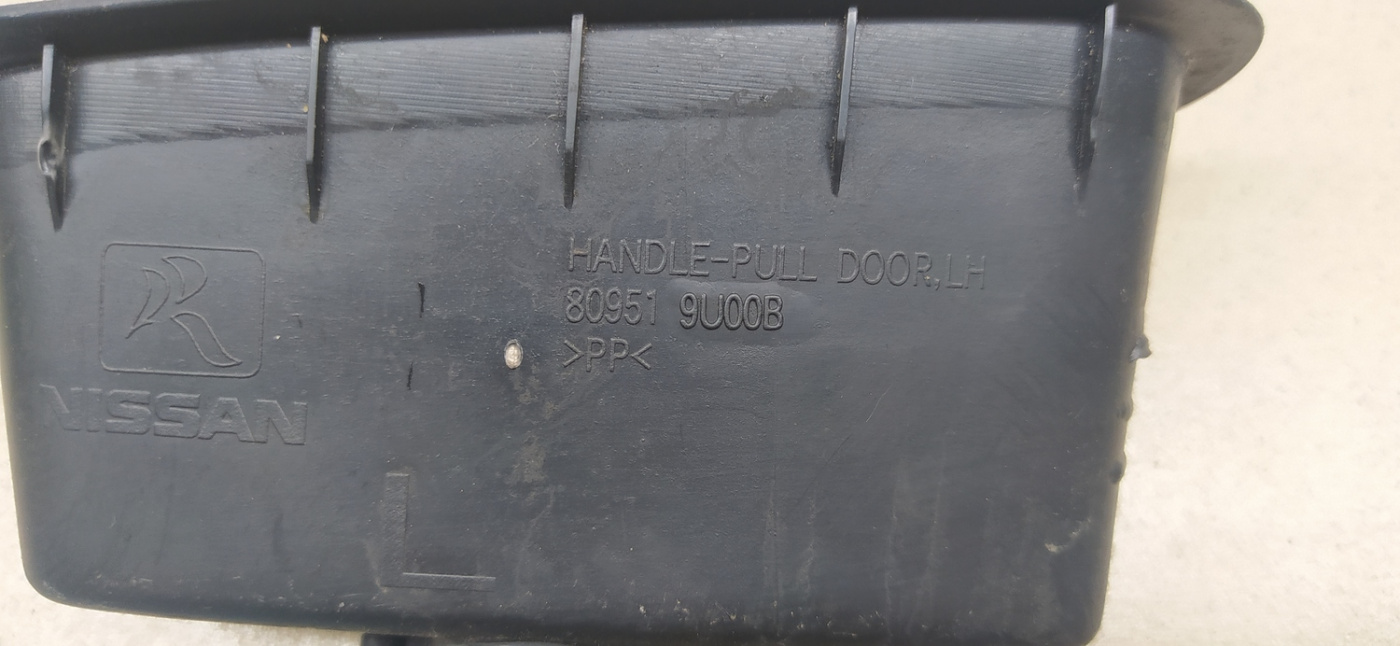 HANDLE-PULL DOOR,LH
80951 9U00B
>PP<
NISSAN
L